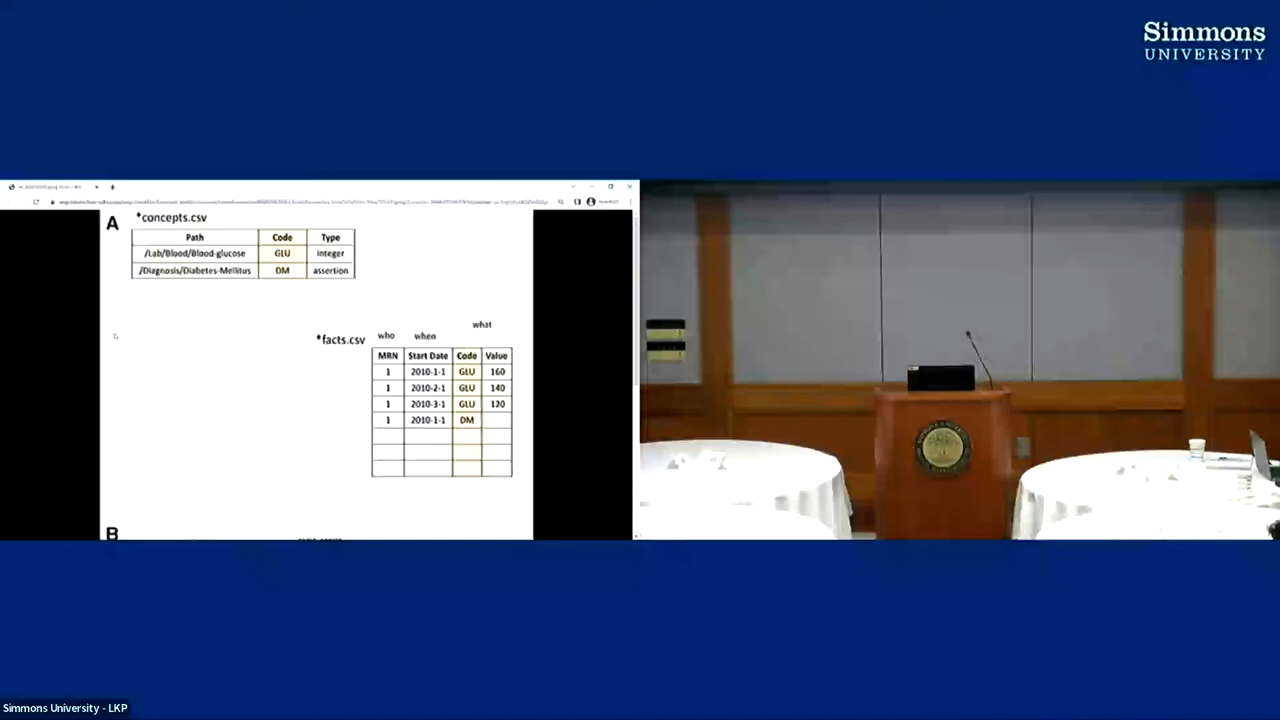 Simmons
UNIVERSITY
A
*concepts.csv
Path Code Type
/Lab/Blood/Blood-glucose GLU integer
/Diagnosis/Diabetes-Mellitus DM assertion
what
*facts.csv who when
MRN Start Date Code Value
1 2010-1-1 GLU 160
1 2010-2-1 GLU 140
1 2010-3-1 GLU 130
1 2010-1-1 DM
B
Simmons University - LKP